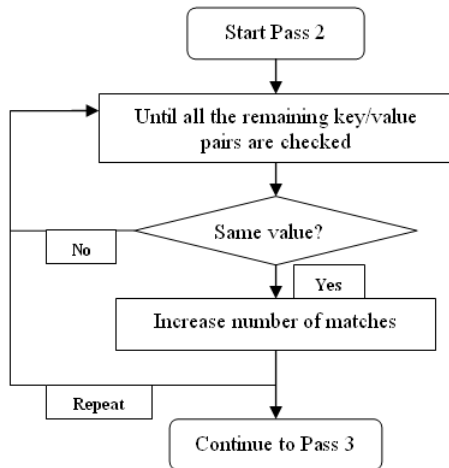 Start Pass 2
Until all the remaining key/value
pairs are checked
Same value?
No
Yes
Increase number of matches
Repeat
Continue to Pass 3